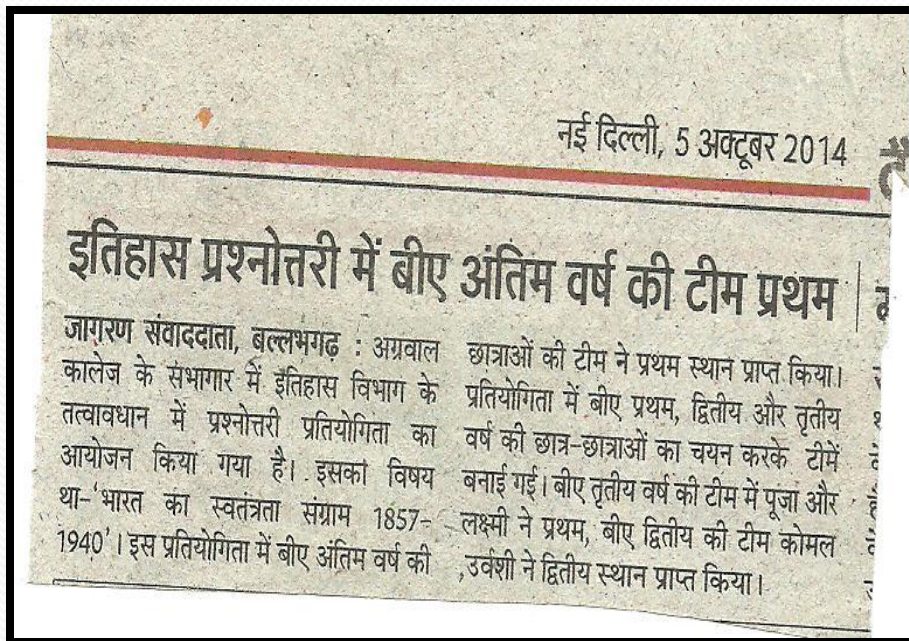 नई दिल्ली, 5 अक्टूबर 2014
इतिहास प्रश्नोत्तरी में बीए अंतिम वर्ष की टीम प्रथम
जागरण संवाददाता, बल्लभगढ़ : अग्रवाल
कालेज के सभागार में इतिहास विभाग के
तत्वावधान में प्रश्नोत्तरी प्रतियोगिता का
आयोजन किया गया है। इसका विषय
था-'भारत का स्वतंत्रता संग्राम 1857-
1940'। इस प्रतियोगिता में बीए अंतिम वर्ष की
छात्राओं की टीम ने प्रथम स्थान प्राप्त किया।
प्रतियोगिता में बीए प्रथम, द्वितीय और तृतीय
वर्ष की छात्र-छात्राओं का चयन करके टीमें
बनाई गई। बीए तृतीय वर्ष की टीम में पूजा और
लक्ष्मी ने प्रथम, बीए द्वितीय की टीम कोमल
,उर्वशी ने द्वितीय स्थान प्राप्त किया।